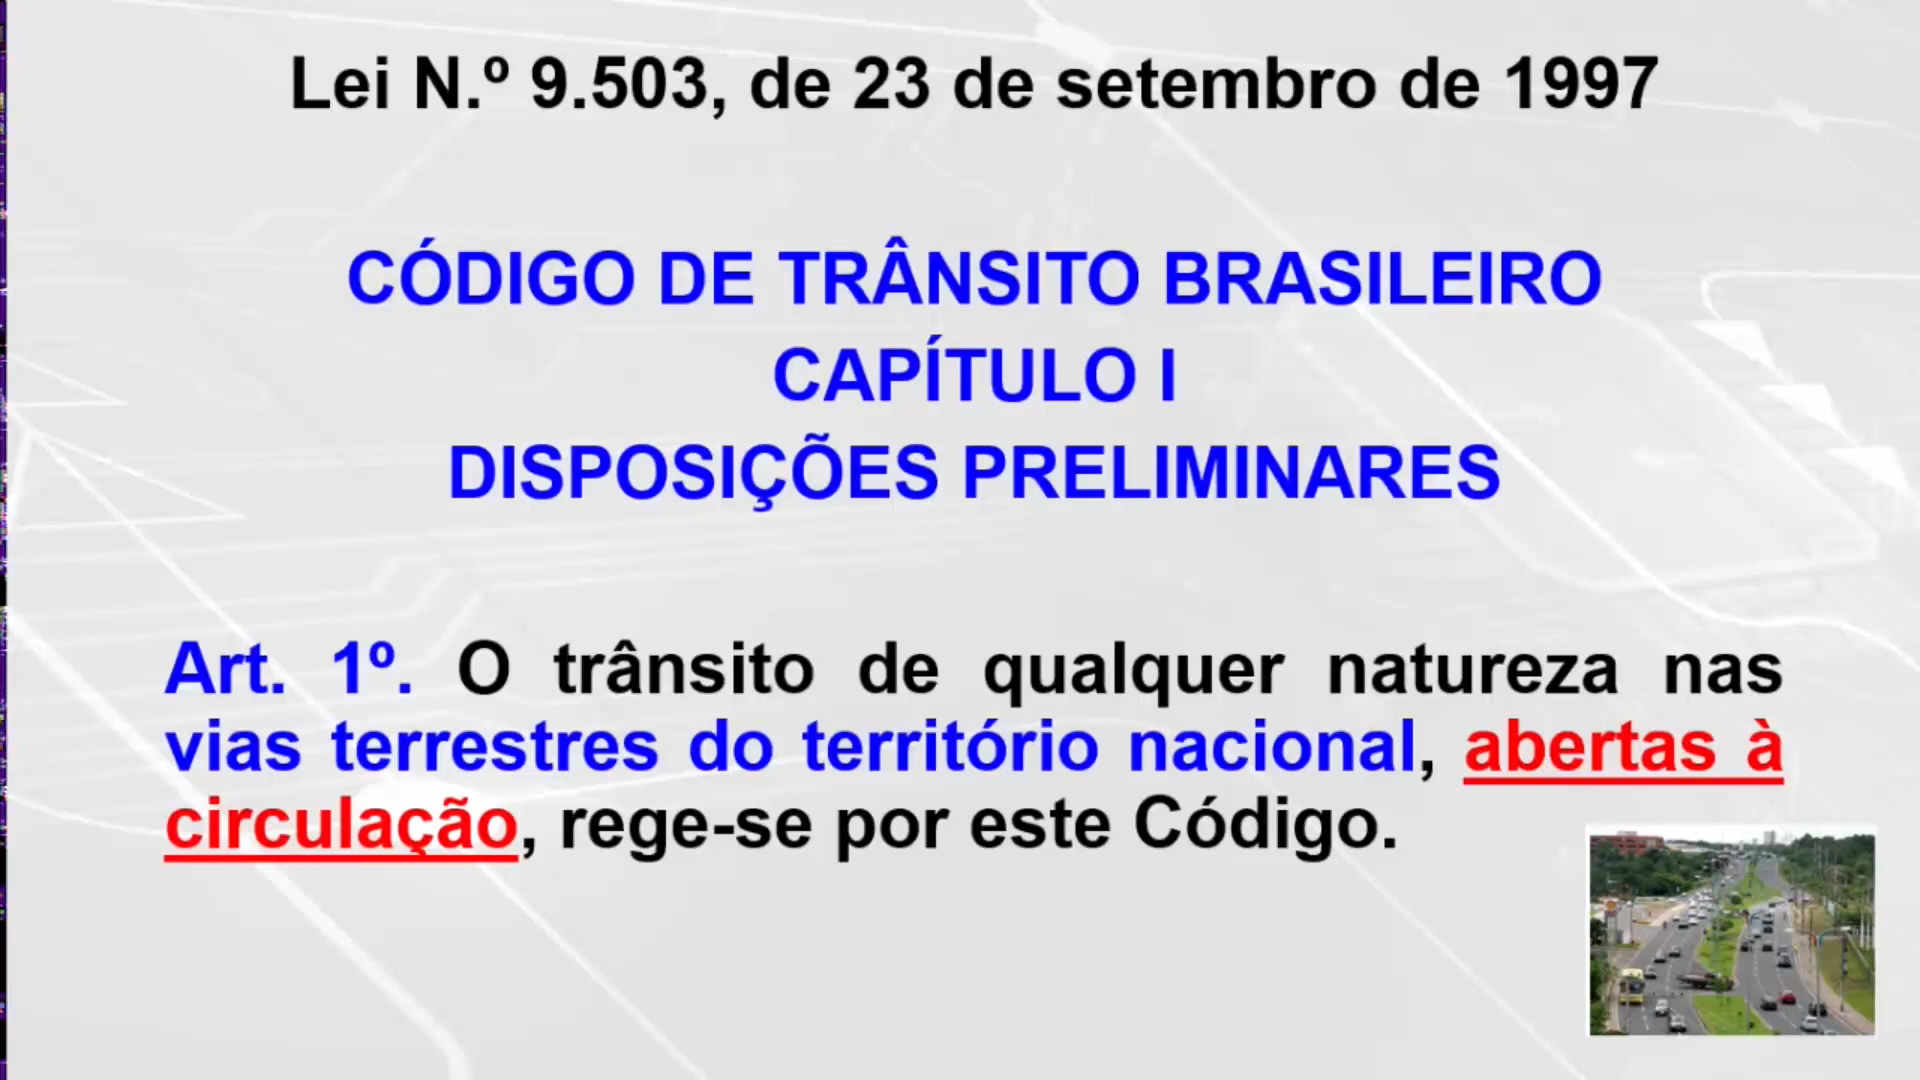 Lei N.º 9.503, de 23 de setembro de 1997
CÓDIGO DE TRÂNSITO BRASILEIRO
CAPÍTULO I
DISPOSIÇÕES PRELIMINARES
Art. 1º. O trânsito de qualquer natureza nas
vias terrestres do território nacional, abertas à
circulação, rege-se por este Código.